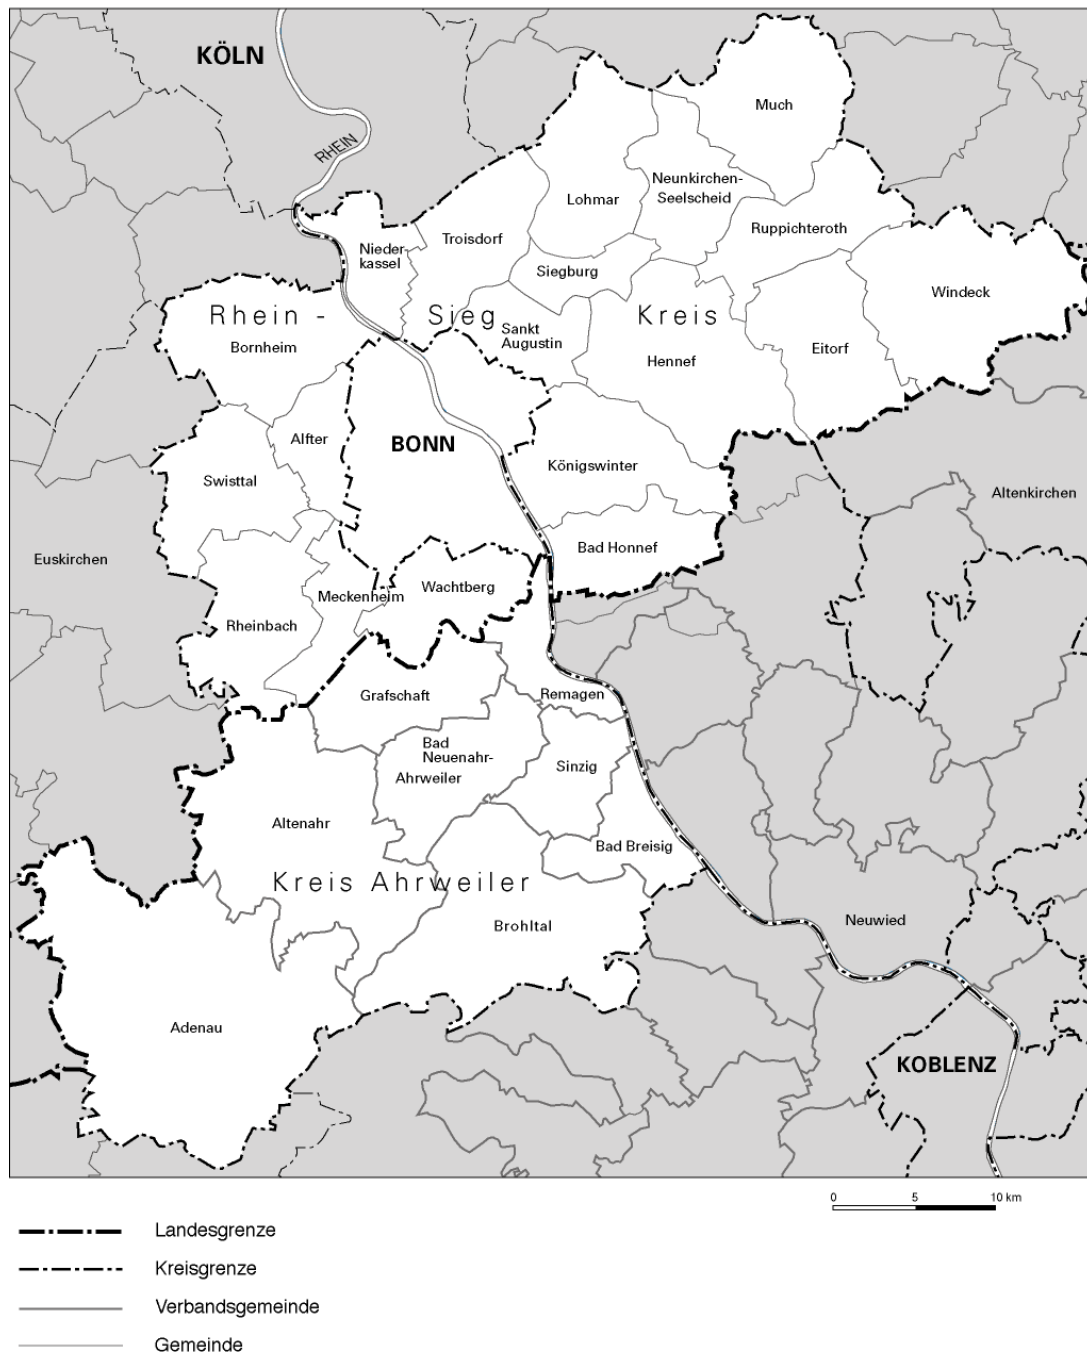 KÖLN
RHEIN
Much
Neunkirchen-
Seelscheid
Lohmar
Ruppichteroth
Troisdorf
Nieder-
kassel
Siegburg
Windeck
Rhein - Sieg Kreis
Sankt
Augustin
Bornheim
Eitorf
Hennef
Alfter
BONN
Königswinter
Swisttal
Altenkirchen
Bad Honnef
Euskirchen
Wachtberg
Meckenheim
Rheinbach
Grafschaft
Remagen
Bad
Neuenahr-
Ahrweiler
Sinzig
Altenahr
Bad Breisig
Kreis Ahrweiler
Neuwied
Brohltal
Adenau
KOBLENZ
0 5 10 km
Landesgrenze
Kreisgrenze
Verbandsgemeinde
Gemeinde